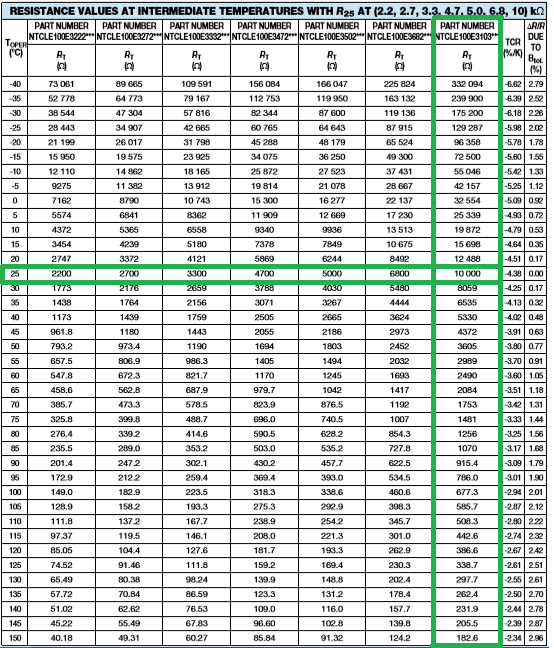 RESISTANCE VALUES AT INTERMEDIATE TEMPERATURES WITH R25 AT (2.2, 2.7, 3.3, 4.7, 5.0, 6.8, 10) kΩ
TOPER (°C) PART NUMBER NTCLE100E3222*** PART NUMBER NTCLE100E3272*** PART NUMBER NTCLE100E3332*** PART NUMBER NTCLE100E3472*** PART NUMBER NTCLE100E3502*** PART NUMBER NTCLE100E3682*** PART NUMBER NTCLE100E3103*** TCR (%/K) ΔR/R DUE TO Btol. (%)
RT (Ω) RT (Ω) RT (Ω) RT (Ω) RT (Ω) RT (Ω) RT (Ω)
-40 73 061 89 665 109 591 156 084 166 047 225 824 332 094 -6.62 2.79
-35 52 778 64 773 79 167 112 753 119 950 163 132 239 900 -6.39 2.52
-30 38 544 47 304 57 816 82 344 87 600 119 136 175 200 -6.18 2.26
-25 28 443 34 907 42 665 60 765 64 643 87 915 129 287 -5.98 2.02
-20 21 199 26 017 31 798 45 288 48 179 65 524 96 358 -5.78 1.78
-15 15 950 19 575 23 925 34 075 36 250 49 300 72 500 -5.60 1.55
-10 12 110 14 862 18 165 25 872 27 523 37 431 55 046 -5.42 1.33
-5 9275 11 382 13 912 19 814 21 078 28 667 42 157 -5.25 1.12
0 7162 8790 10 743 15 300 16 277 22 137 32 554 -5.09 0.92
5 5574 6841 8362 11 909 12 669 17 230 25 339 -4.93 0.72
10 4372 5365 6558 9340 9936 13 513 19 872 -4.79 0.53
15 3454 4239 5180 7378 7849 10 675 15 698 -4.64 0.35
20 2747 3372 4121 5869 6244 8492 12 488 -4.51 0.17
25 2200 2700 3300 4700 5000 6800 10 000 -4.38 0.00
30 1773 2176 2659 3788 4030 5480 8059 -4.25 0.17
35 1438 1764 2156 3071 3267 4444 6535 -4.13 0.32
40 1173 1439 1759 2505 2665 3624 5330 -4.02 0.48
45 961.8 1180 1443 2055 2186 2973 4372 -3.91 0.63
50 793.2 973.4 1190 1694 1803 2452 3605 -3.80 0.77
55 657.5 806.9 986.3 1405 1494 2032 2989 -3.70 0.91
60 547.8 672.3 821.7 1170 1245 1693 2490 -3.60 1.05
65 458.6 562.8 687.9 979.7 1042 1417 2084 -3.51 1.18
70 385.7 473.3 578.5 823.9 876.5 1192 1753 -3.42 1.31
75 325.8 399.8 488.7 696.0 740.5 1007 1481 -3.33 1.44
80 276.4 339.2 414.6 590.5 628.2 854.3 1256 -3.25 1.56
85 235.5 289.0 353.2 503.0 535.2 727.8 1070 -3.17 1.68
90 201.4 247.2 302.1 430.2 457.7 622.5 915.4 -3.09 1.79
95 172.9 212.2 259.4 369.4 393.0 534.5 786.0 -3.01 1.90
100 149.0 182.9 223.5 318.3 338.6 460.6 677.3 -2.94 2.01
105 128.9 158.2 193.3 275.3 292.9 398.3 585.7 -2.87 2.12
110 111.8 137.2 167.7 238.9 254.2 345.7 508.3 -2.80 2.22
115 97.37 119.5 146.1 208.0 221.3 301.0 442.6 -2.74 2.32
120 85.05 104.4 127.6 181.7 193.3 262.9 386.6 -2.67 2.42
125 74.52 91.46 111.8 159.2 169.4 230.3 338.7 -2.61 2.51
130 65.49 80.38 98.24 139.9 148.8 202.4 297.7 -2.55 2.61
135 57.72 70.84 86.59 123.3 131.2 178.4 262.4 -2.50 2.70
140 51.02 62.62 76.53 109.0 116.0 157.7 231.9 -2.44 2.78
145 45.22 55.49 67.83 96.60 102.8 139.8 205.5 -2.39 2.87
150 40.18 49.31 60.27 85.84 91.32 124.2 182.6 -2.34 2.96